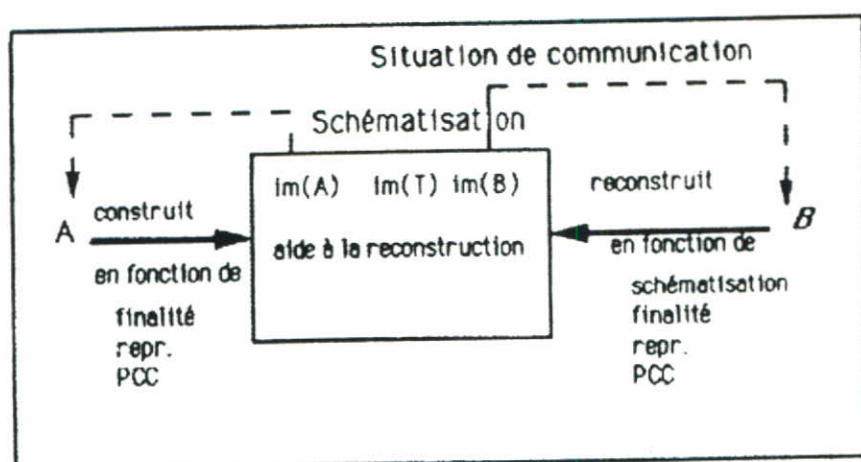 Situation de communication
Schématisation
im(A) im(T) im(B)
aide à la reconstruction
A
construit
en fonction de
finalité
repr.
PCC
reconstruit
B
en fonction de
schématisation
finalité
repr.
PCC